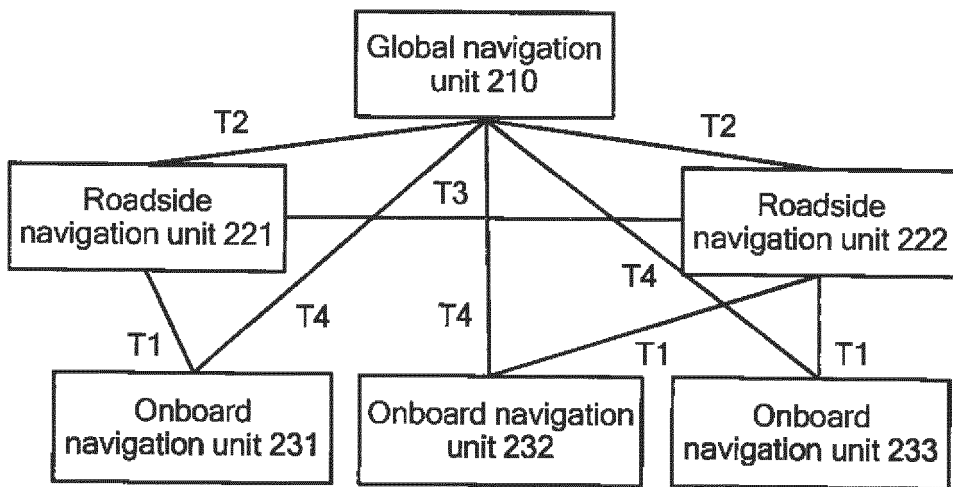 Global navigation
unit 210
T2
T2
Roadside
navigation unit 221
T3
Roadside
navigation unit 222
T4
T4
T4
T1
T1
T1
Onboard
navigation unit 231
Onboard navigation
unit 232
Onboard
navigation unit 233